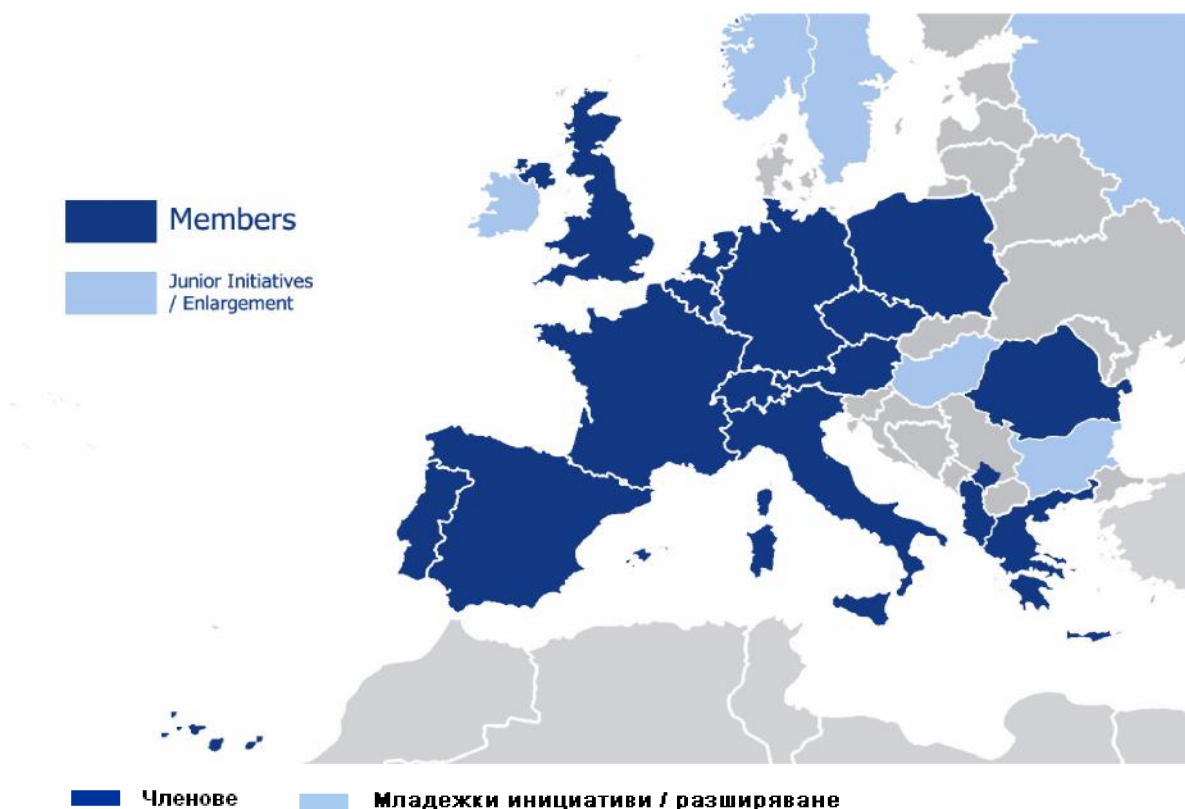 Members
Junior Initiatives
/ Enlargement
Членове
Младежки инициативи / разширяване